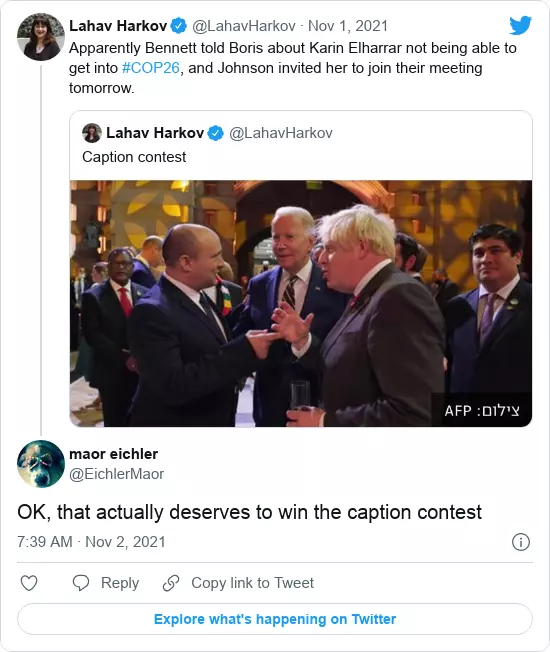 Lahav Harkov @LahavHarkov · Nov 1, 2021
Apparently Bennett told Boris about Karin Elharrar not being able to
get into #COP26, and Johnson invited her to join their meeting
tomorrow.
Lahav Harkov @LahavHarkov
Caption contest
צילום: AFP
maor eichler
@EichlerMaor
OK, that actually deserves to win the caption contest
7:39 AM · Nov 2, 2021
Reply
Copy link to Tweet
Explore what's happening on Twitter